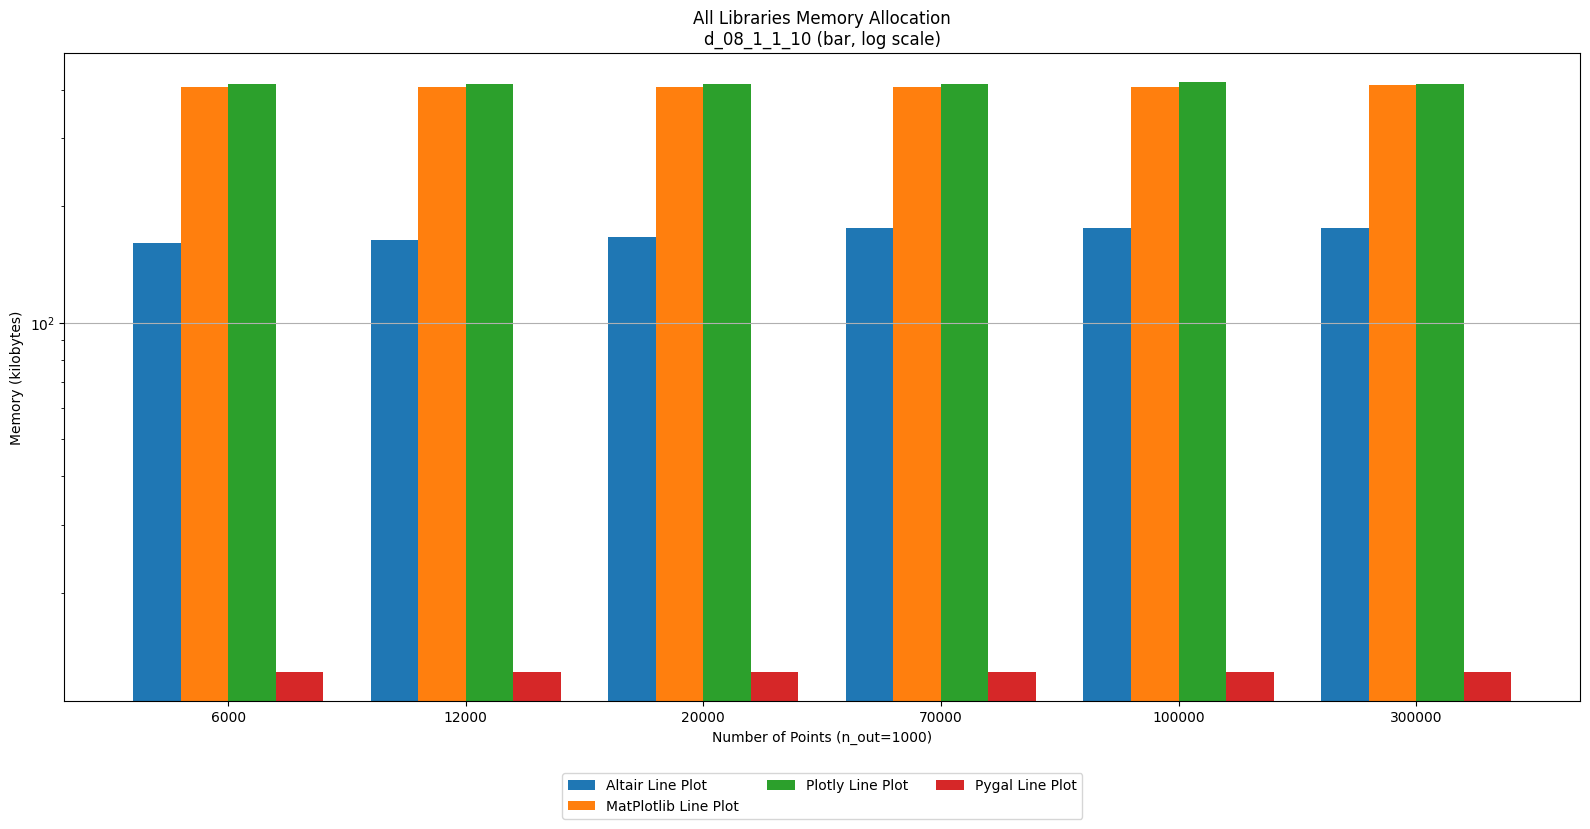 All Libraries Memory Allocation
d_08_1_1_10 (bar, log scale)
Memory (kilobytes)
10²
6000 12000 20000 70000 100000 300000
Number of Points (n_out=1000)
Altair Line Plot Plotly Line Plot Pygal Line Plot
MatPlotlib Line Plot